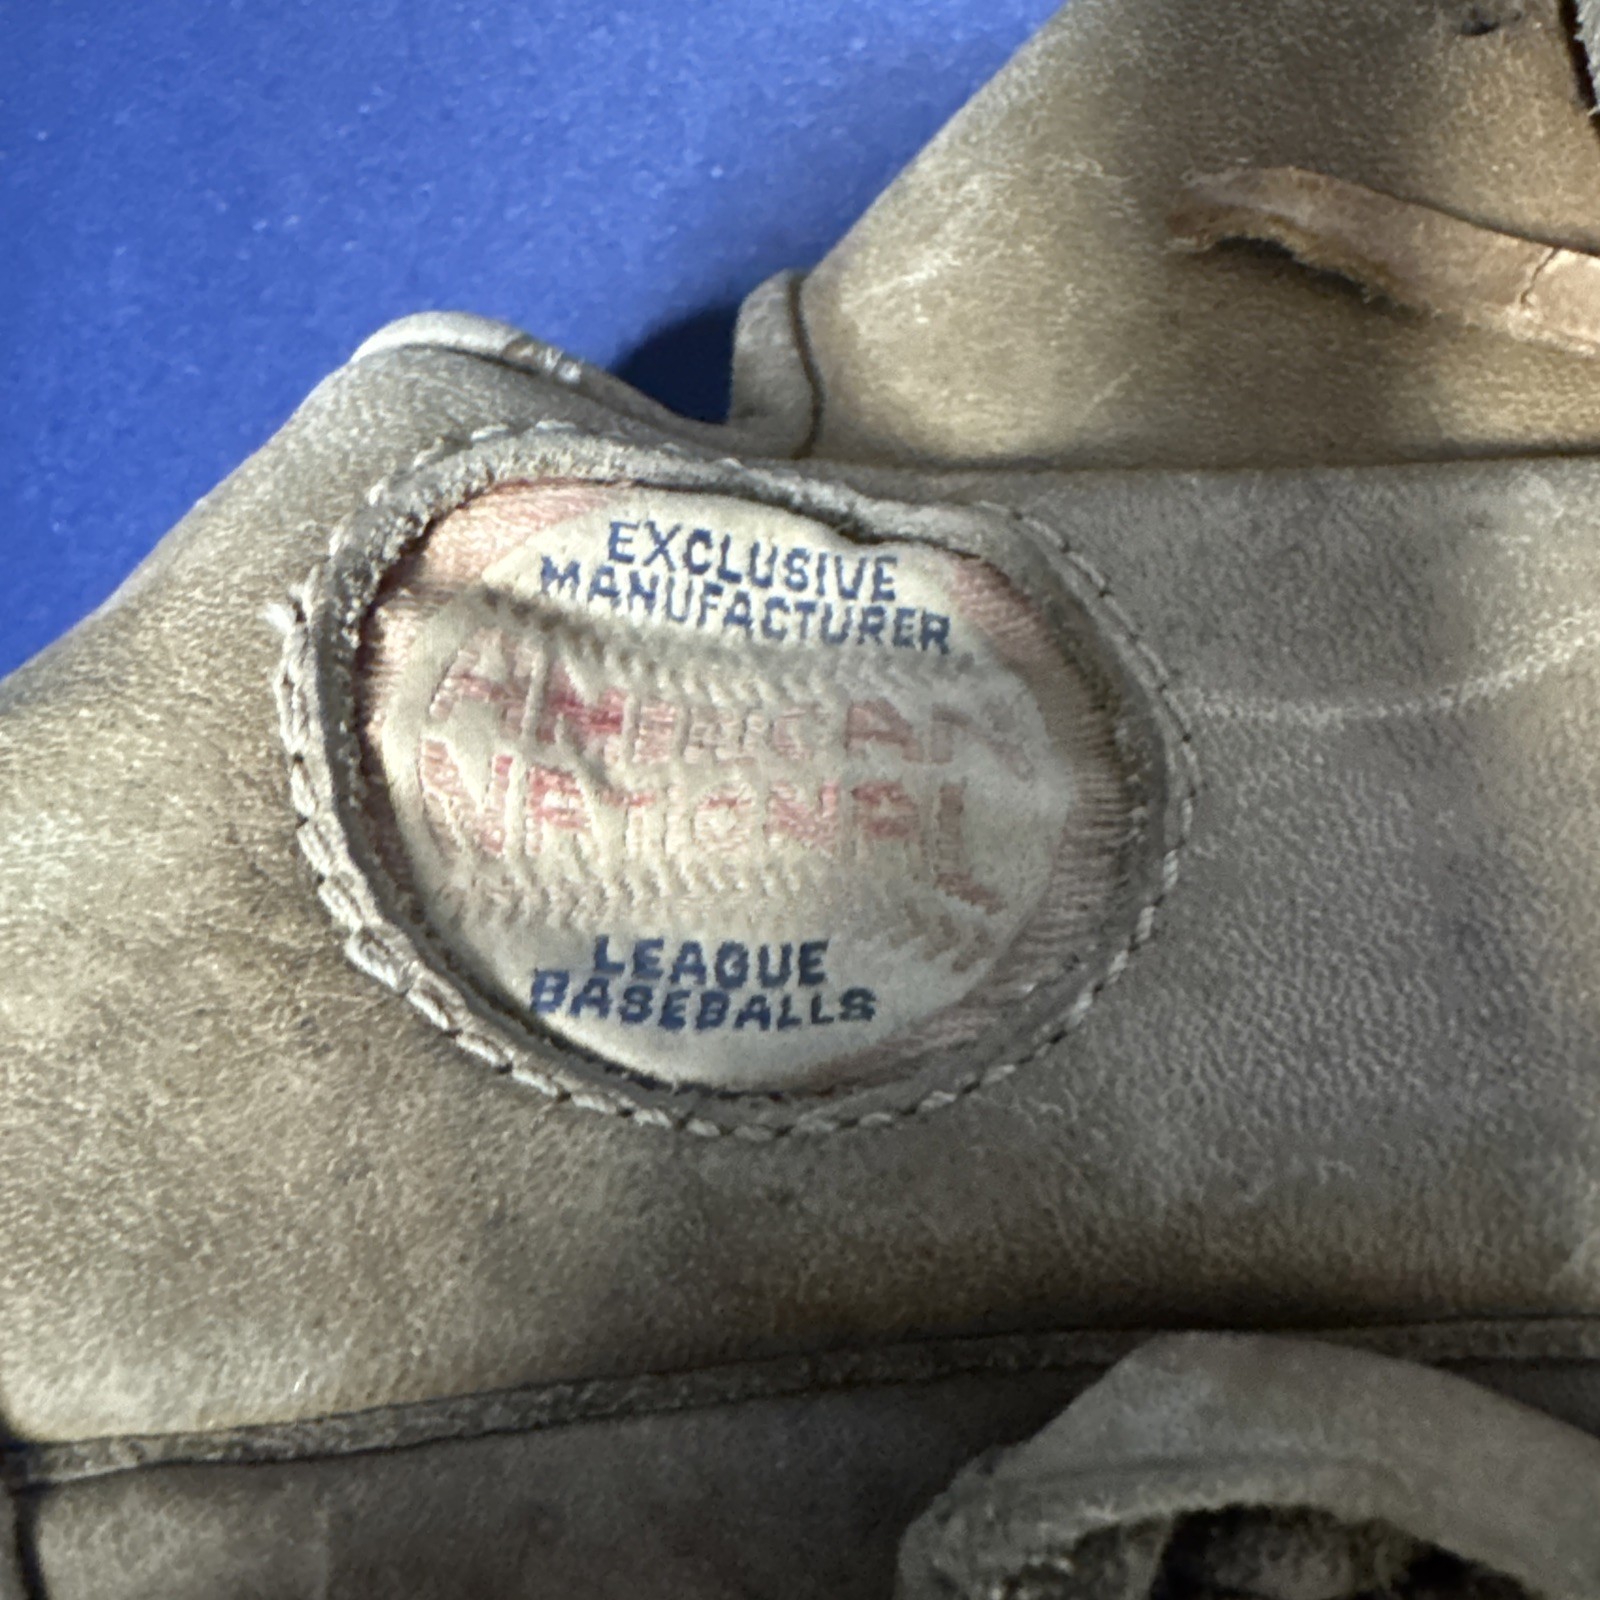 EXCLUSIVE
MANUFACTURER
AMERICAN
NATIONAL
LEAGUE
BASEBALLS